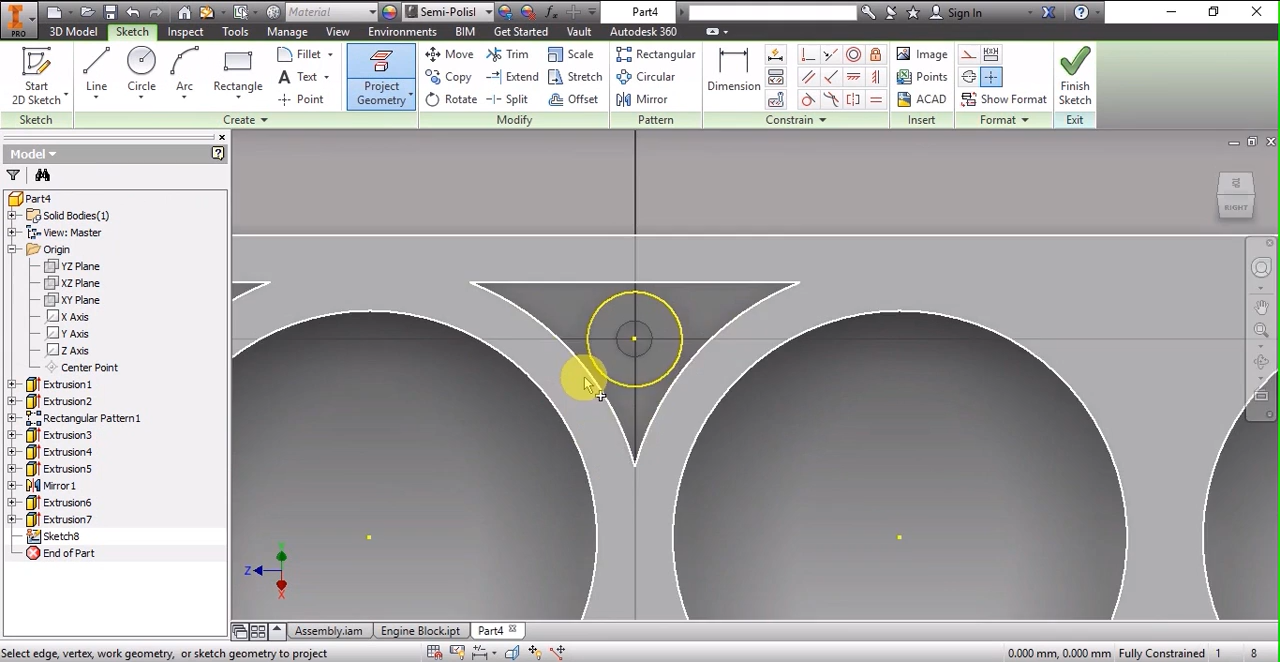 Material Semi-Polisl Part4 Sign In
PRO 3D Model Sketch Inspect Tools Manage View Environments BIM Get Started Vault Autodesk 360
Start 2D Sketch Line Circle Arc Rectangle Fillet Text Point Project Geometry Move Copy Rotate Trim Extend Split Scale Stretch Offset Rectangular Circular Mirror Dimension Image Points ACAD Show Format Finish Sketch
Sketch Create Modify Pattern Constrain Insert Format Exit
Model
Part4
Solid Bodies(1)
View: Master
Origin
YZ Plane
XZ Plane
XY Plane
X Axis
Y Axis
Z Axis
Center Point
Extrusion1
Extrusion2
Rectangular Pattern1
Extrusion3
Extrusion4
Extrusion5
Mirror1
Extrusion6
Extrusion7
Sketch8
End of Part
RIGHT
Z
X
Assembly.iam Engine Block.ipt Part4
Select edge, vertex, work geometry, or sketch geometry to project 0.000 mm, 0.000 mm Fully Constrained 1 8